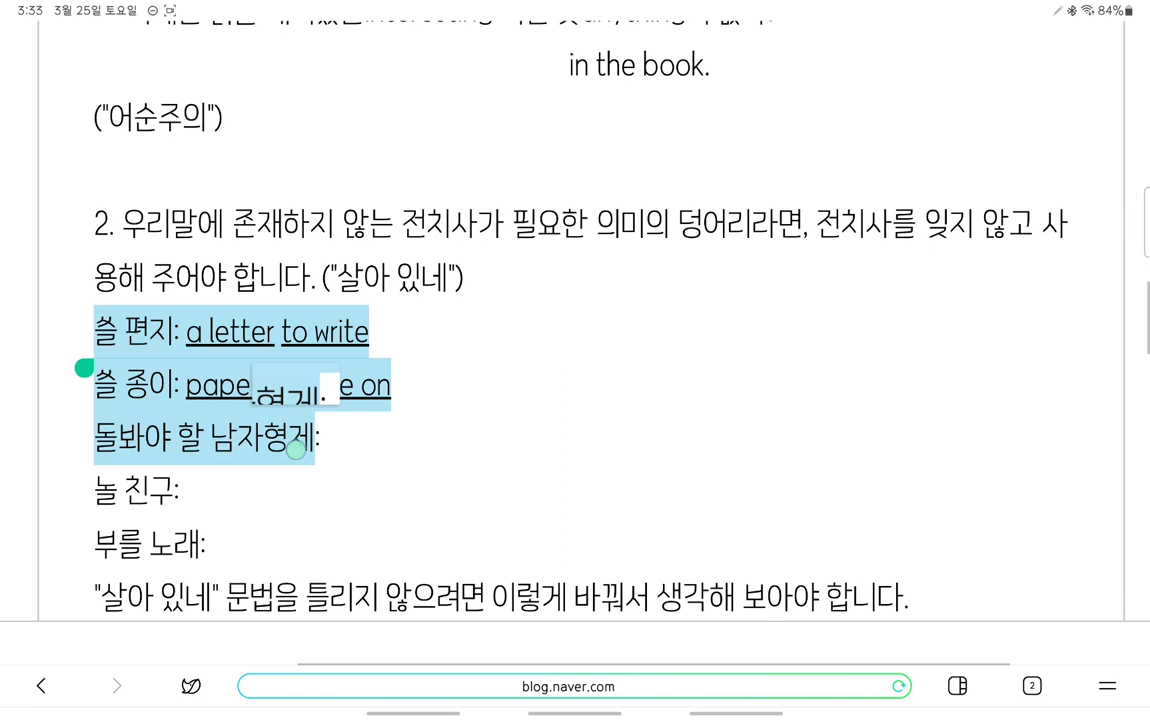 3:33 3월 25일 토요일 84%
in the book.
("어순주의")
2. 우리말에 존재하지 않는 전치사가 필요한 의미의 덩어리라면, 전치사를 잊지 않고 사
용해 주어야 합니다. ("살아 있네")
쓸 편지: a letter to write
쓸 종이: pape 형게: e on
돌봐야 할 남자형게:
놀 친구:
부를 노래:
"살아 있네" 문법을 틀리지 않으려면 이렇게 바꿔서 생각해 보아야 합니다.
blog.naver.com
2